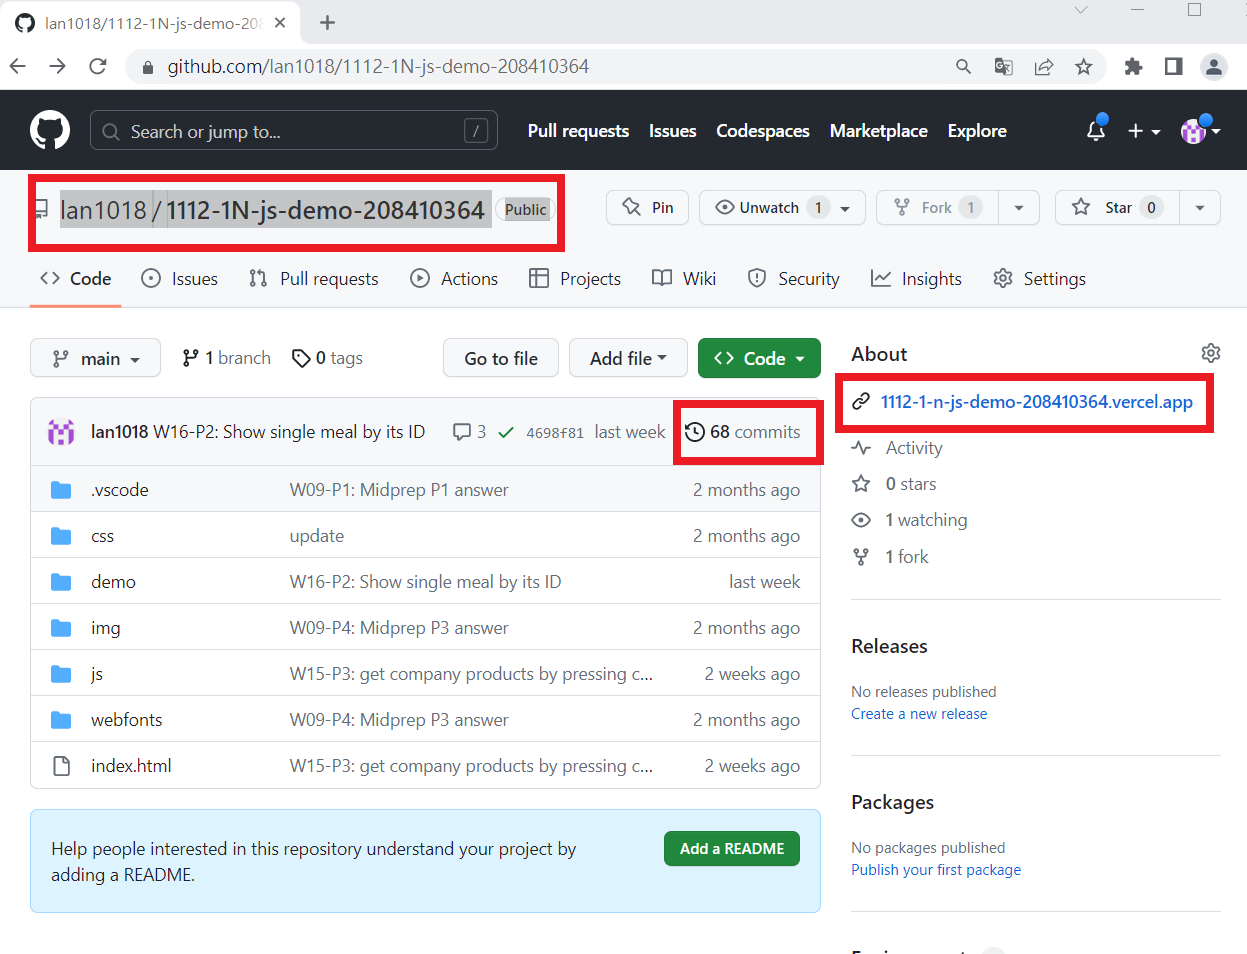 lan1018/1112-1N-js-demo-208
github.com/lan1018/1112-1N-js-demo-208410364
Search or jump to... /
Pull requests Issues Codespaces Marketplace Explore
lan1018 / 1112-1N-js-demo-208410364 Public
Pin
Unwatch 1
Fork 1
Star 0
Code Issues Pull requests Actions Projects Wiki Security Insights Settings
main 1 branch 0 tags
Go to file Add file Code
lan1018 W16-P2: Show single meal by its ID 3 4698f81 last week 68 commits
.vscode W09-P1: Midprep P1 answer 2 months ago
css update 2 months ago
demo W16-P2: Show single meal by its ID last week
img W09-P4: Midprep P3 answer 2 months ago
js W15-P3: get company products by pressing c... 2 weeks ago
webfonts W09-P4: Midprep P3 answer 2 months ago
index.html W15-P3: get company products by pressing c... 2 weeks ago
Help people interested in this repository understand your project by
adding a README.
Add a README
About
1112-1-n-js-demo-208410364.vercel.app
Activity
0 stars
1 watching
1 fork
Releases
No releases published
Create a new release
Packages
No packages published
Publish your first package